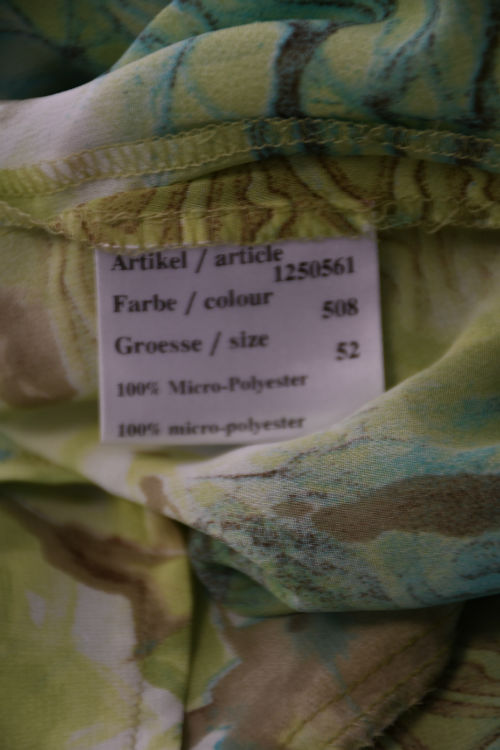 Artikel / article 1250561
Farbe / colour 508
Groesse / size 52
100% Micro-Polyester
100% micro-polyester